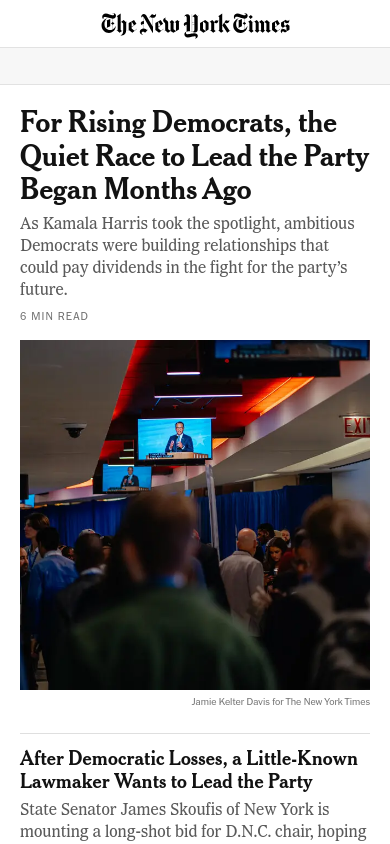 The New York Times
For Rising Democrats, the
Quiet Race to Lead the Party
Began Months Ago
As Kamala Harris took the spotlight, ambitious
Democrats were building relationships that
could pay dividends in the fight for the party’s
future.
6 MIN READ
EXIT
Jamie Kelter Davis for The New York Times
After Democratic Losses, a Little-Known
Lawmaker Wants to Lead the Party
State Senator James Skoufis of New York is
mounting a long-shot bid for D.N.C. chair, hoping